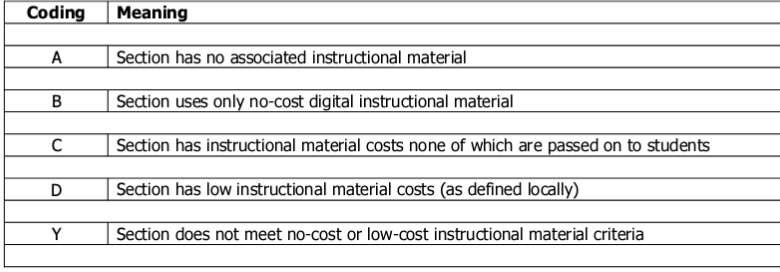 Coding Meaning
A Section has no associated instructional material
B Section uses only no-cost digital instructional material
C Section has instructional material costs none of which are passed on to students
D Section has low instructional material costs (as defined locally)
Y Section does not meet no-cost or low-cost instructional material criteria